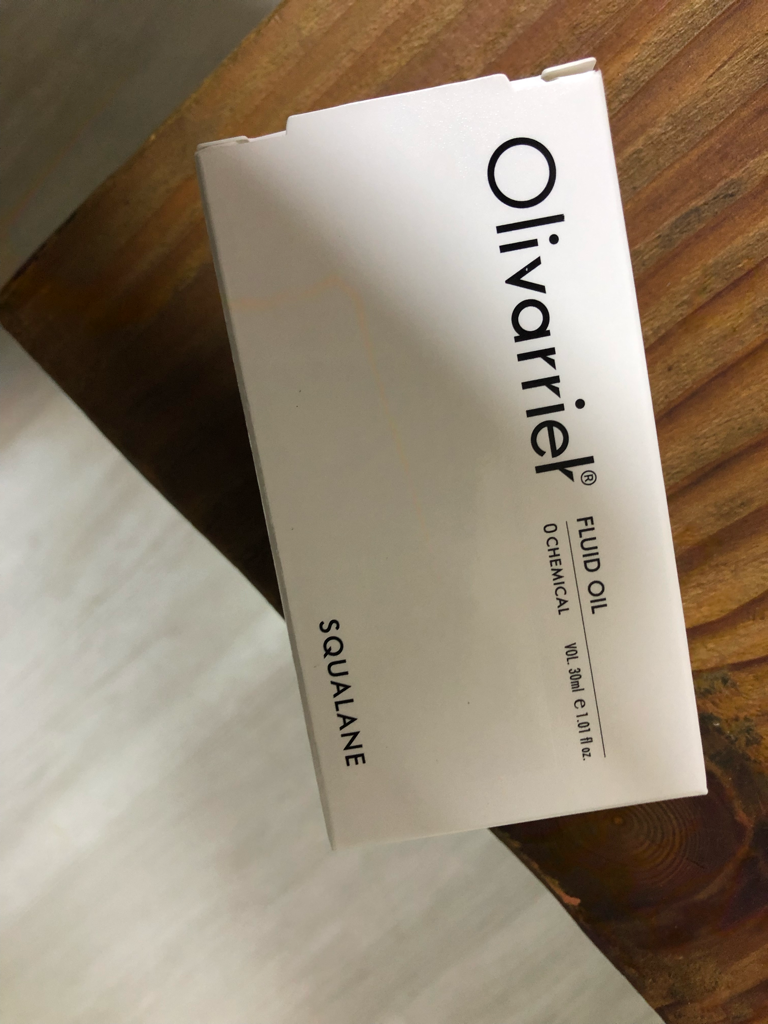 Olivarrier®
FLUID OIL
0 CHEMICAL VOL. 30ml e 1.01 fl oz.
SQUALANE